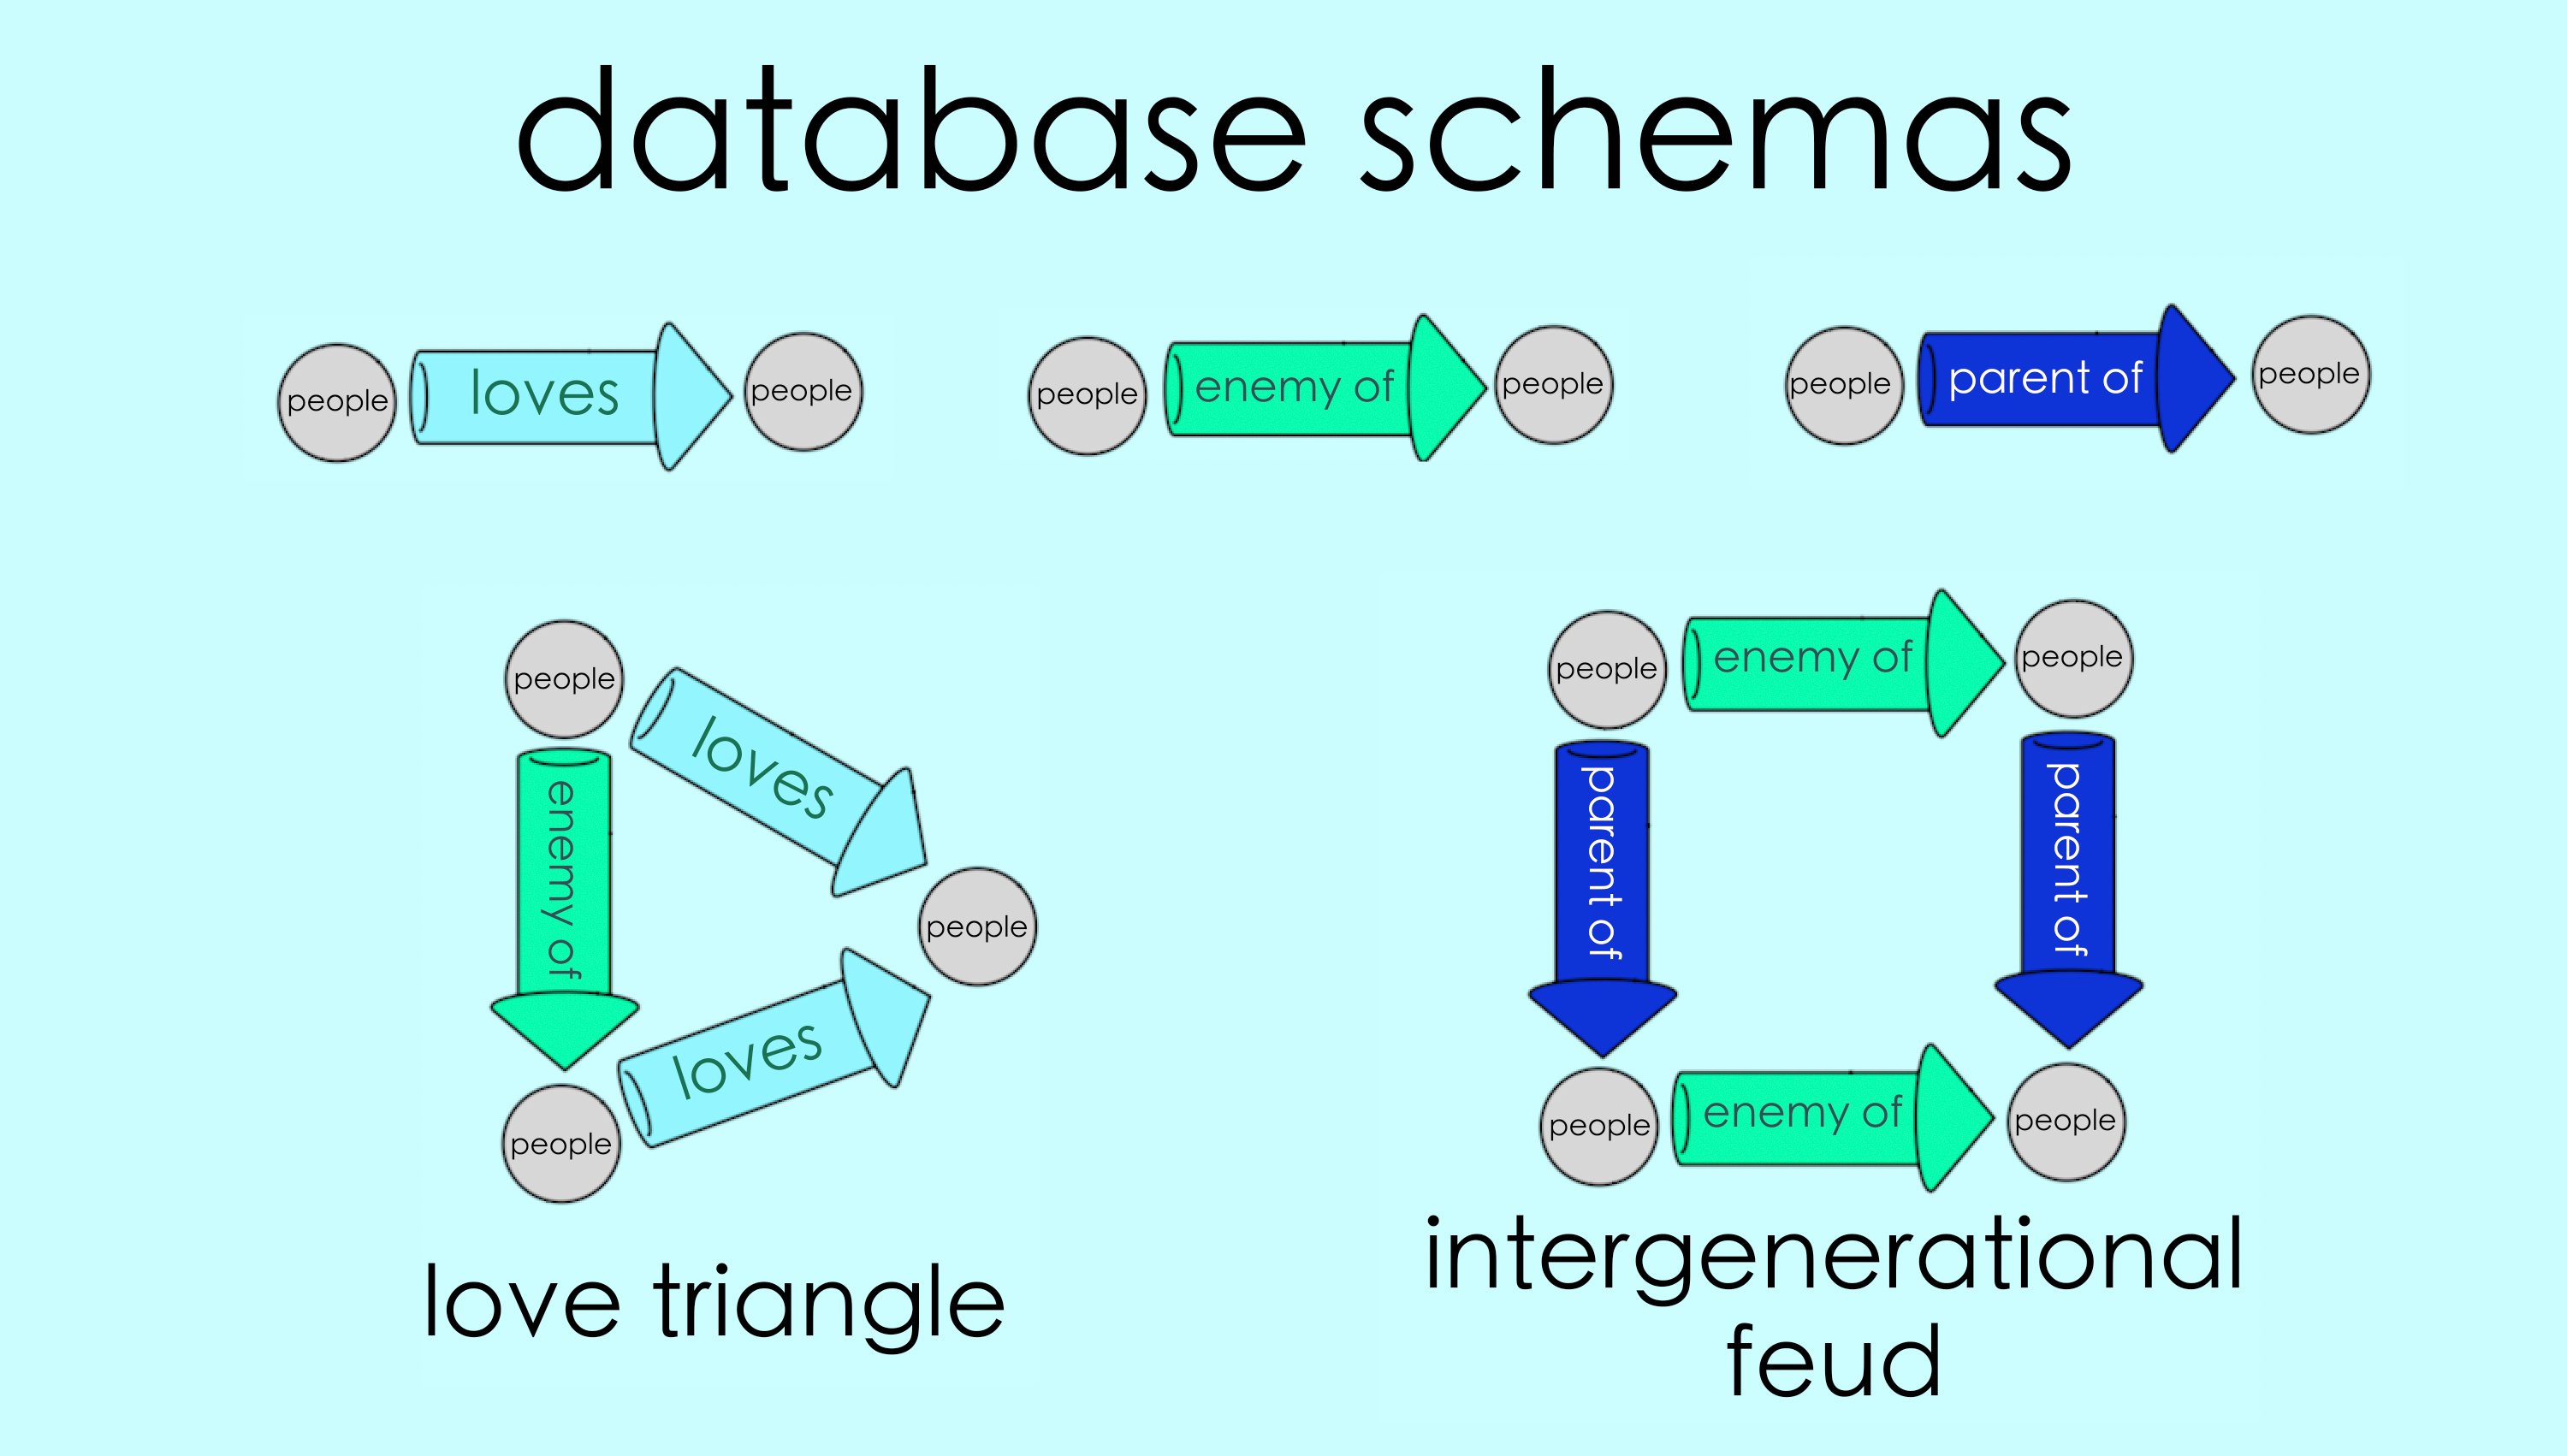 database schemas
people loves people
people enemy of people
people parent of people
people
loves
enemy of
people
loves
people
love triangle
people enemy of people
parent of
parent of
people enemy of people
intergenerational
feud